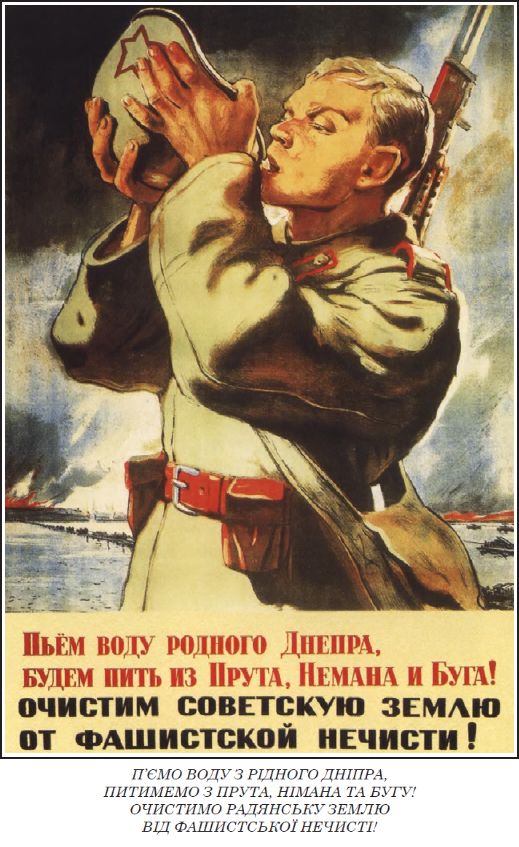 Пьём воду родного Днепра,
будем пить из Прута, Немана и Буга!
ОЧИСТИМ СОВЕТСКУЮ ЗЕМЛЮ
ОТ ФАШИСТСКОЙ НЕЧИСТИ!
П'ЄМО ВОДУ З РІДНОГО ДНІПРА,
ПИТИМЕМО З ПРУТА, НІМАНА ТА БУГУ!
ОЧИСТИМО РАДЯНСЬКУ ЗЕМЛЮ
ВІД ФАШИСТСЬКОЇ НЕЧИСТІ!